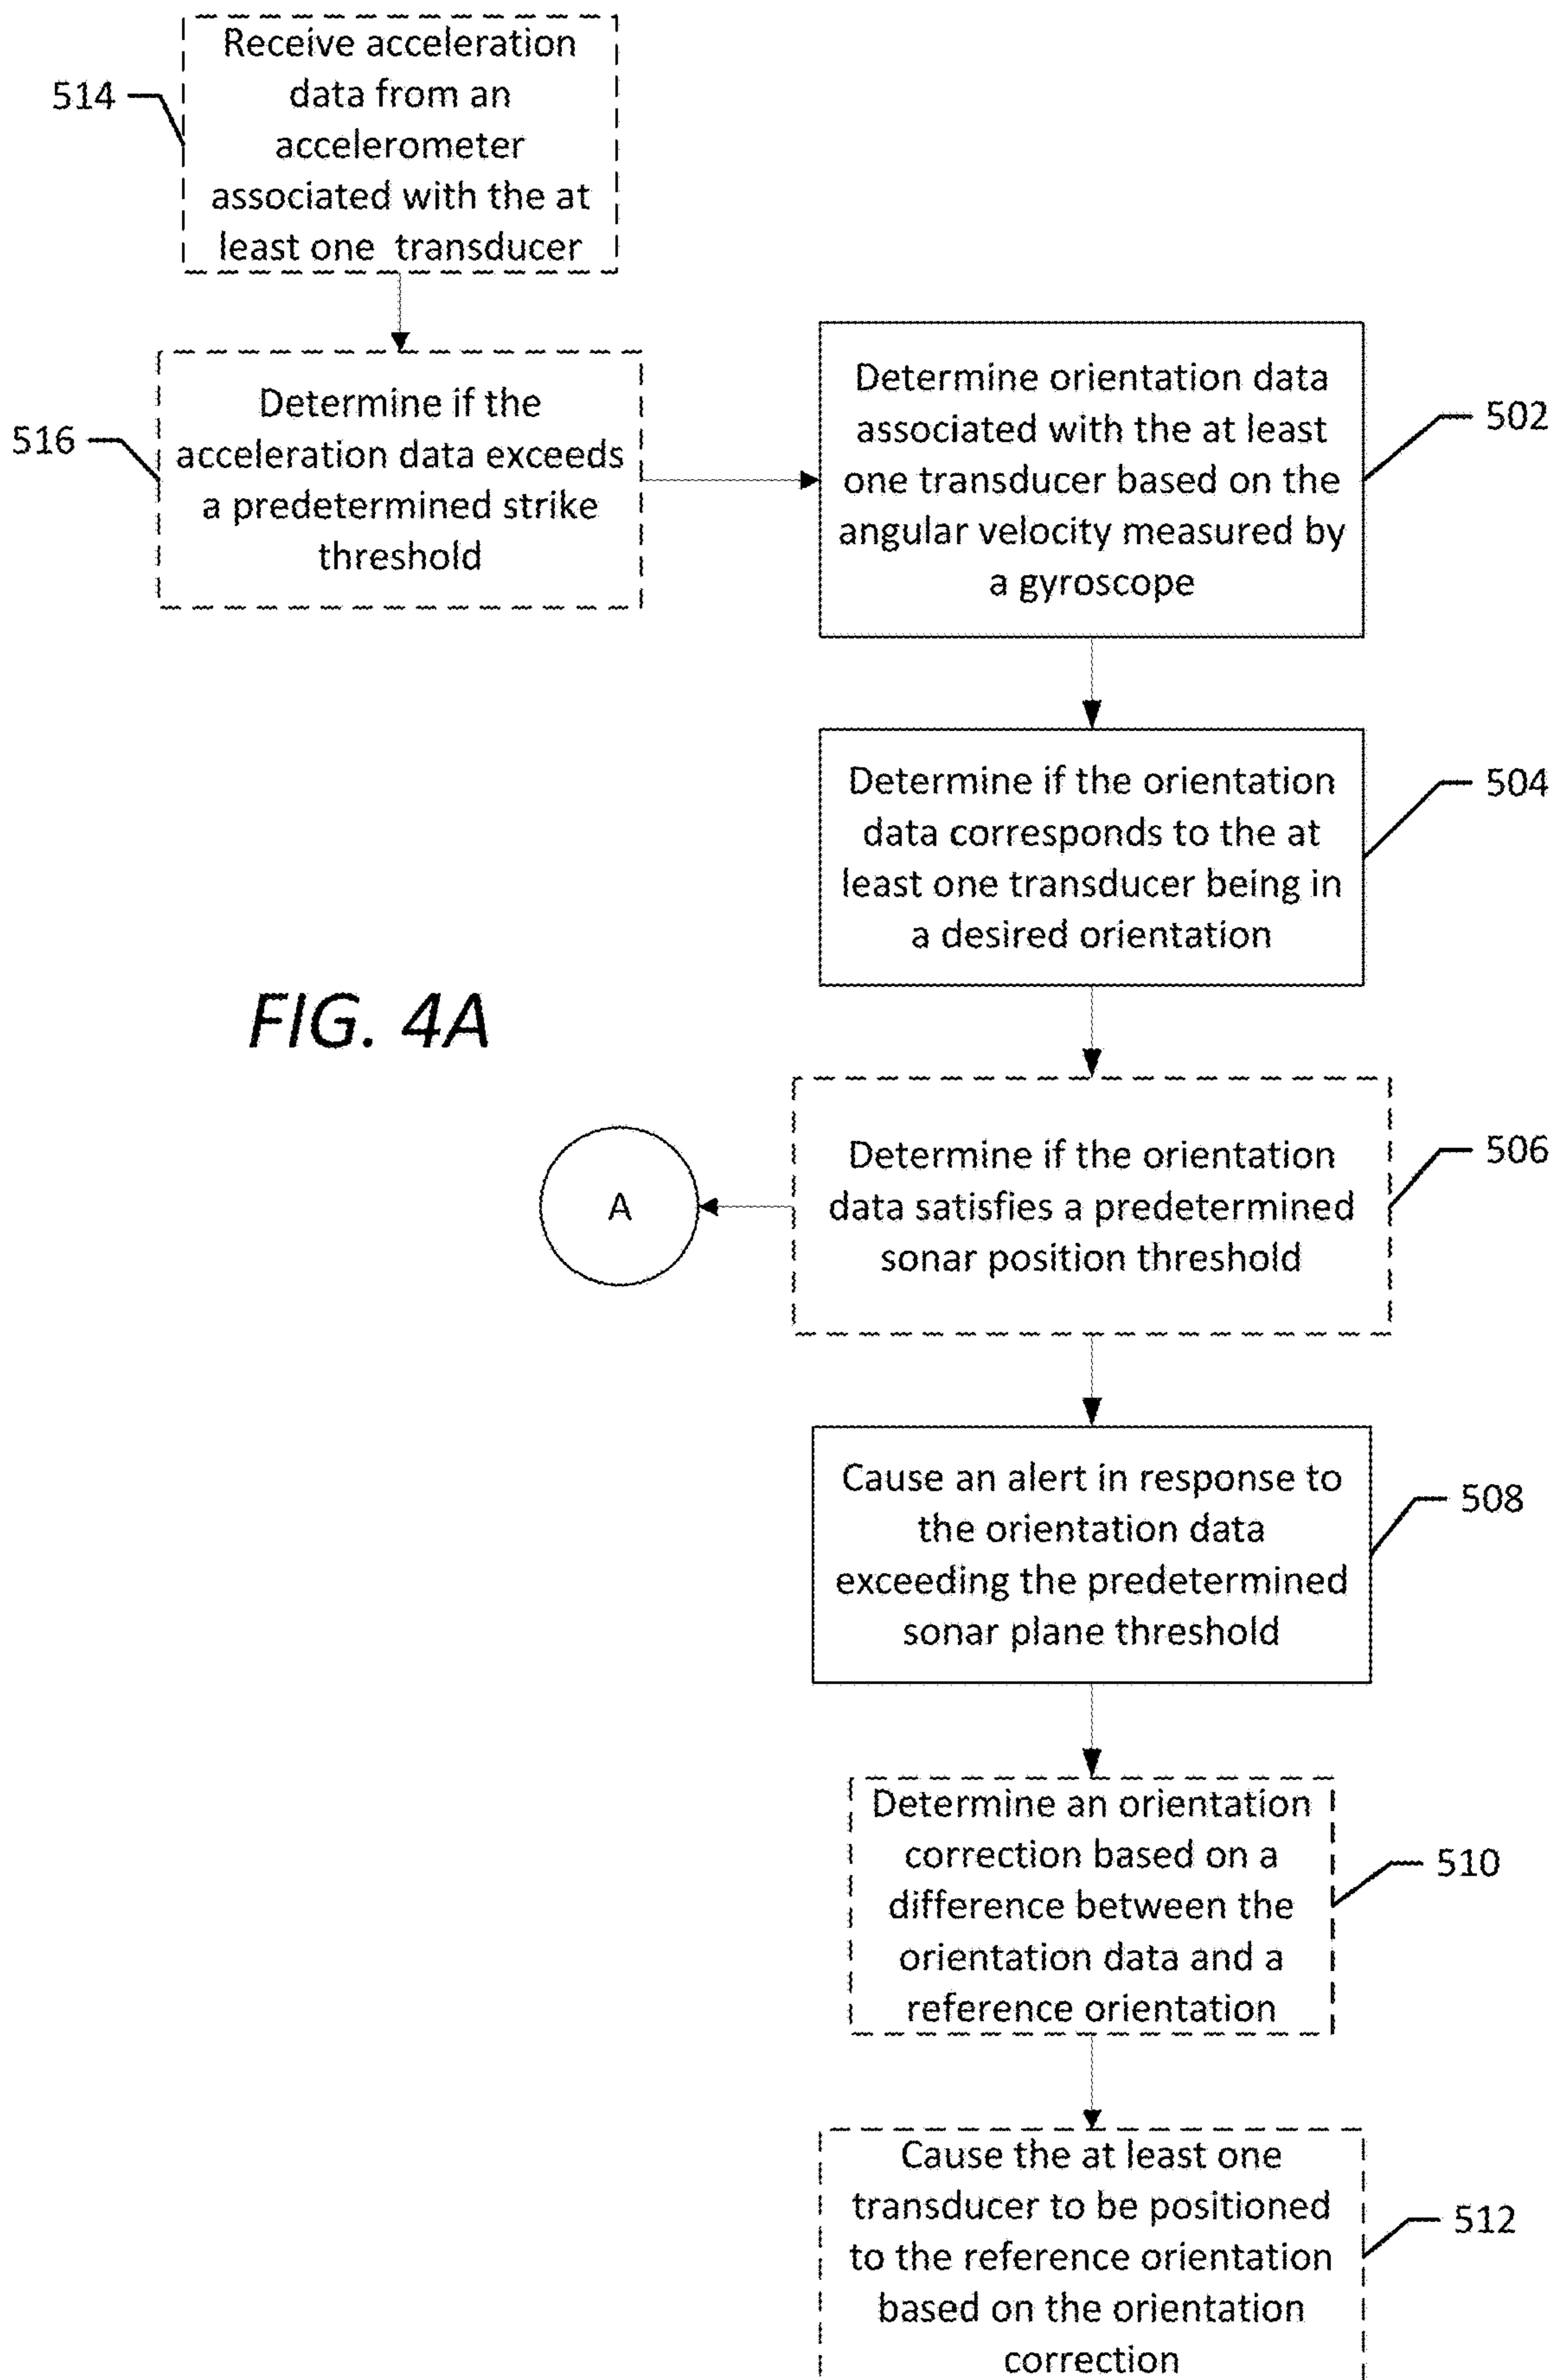 514
Receive acceleration
data from an
accelerometer
associated with the at
least one transducer
516
Determine if the
acceleration data exceeds
a predetermined strike
threshold
Determine orientation data
associated with the at least
one transducer based on the
angular velocity measured by
a gyroscope
502
Determine if the orientation
data corresponds to the at
least one transducer being in
a desired orientation
504
FIG. 4A
A
Determine if the orientation
data satisfies a predetermined
sonar position threshold
506
Cause an alert in response to
the orientation data
exceeding the predetermined
sonar plane threshold
508
Determine an orientation
correction based on a
difference between the
orientation data and a
reference orientation
510
Cause the at least one
transducer to be positioned
to the reference orientation
based on the orientation
correction
512